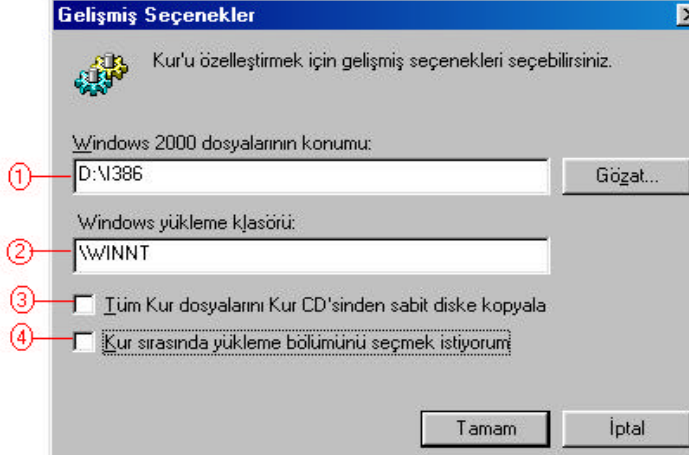 Gelişmiş Seçenekler
Kur'u özelleştirmek için gelişmiş seçenekleri seçebilirsiniz.
Windows 2000 dosyalarının konumu:
1 D:\I386 Gözat...
Windows yükleme klasörü:
2 \WINNT
3 Tüm Kur dosyalarını Kur CD'sinden sabit diske kopyala
4 Kur sırasında yükleme bölümünü seçmek istiyorum
Tamam İptal